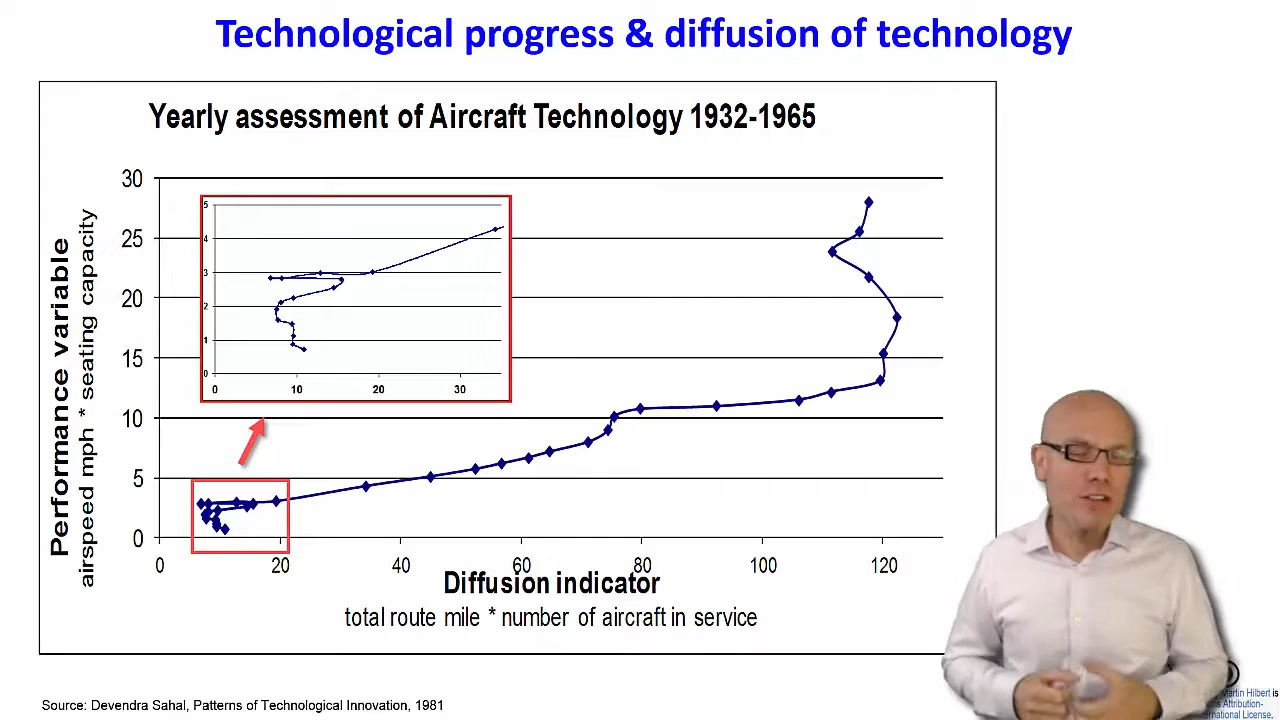 Technological progress & diffusion of technology
Yearly assessment of Aircraft Technology 1932-1965
Performance variable
airspeed mph * seating capacity
30
25
20
15
10
5
0
5
4
3
2
1
0
0 10 20 30
0 20 40 60 80 100 120
Diffusion indicator
total route mile * number of aircraft in service
Source: Devendra Sahal, Patterns of Technological Innovation, 1981
Martin Hilbert is
Attribution-
License,